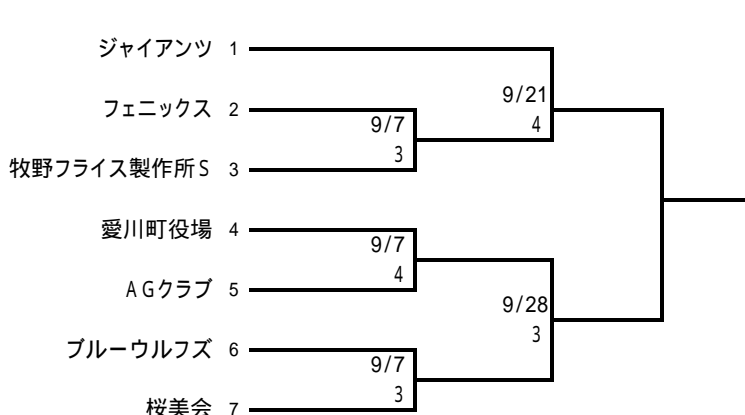 ジャイアンツ 1
9/21
フェニックス 2
9/7
4
3
牧野フライス製作所S 3
愛川町役場 4
9/7
4
AGクラブ 5
9/28
3
ブルーウルフズ 6
9/7
3
桜美会 7